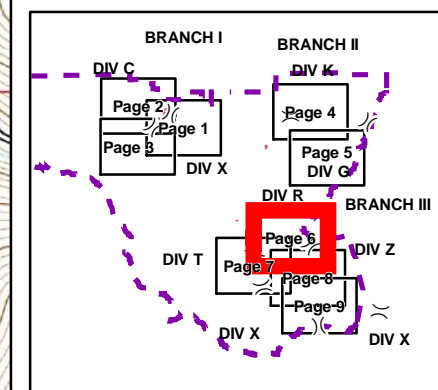 BRANCH I
BRANCH II
DIV C
DIV K
Page 2
Page 1
Page 4
Page 3
Page 5
DIV X
DIV G
DIV R
BRANCH III
Page 6
DIV Z
DIV T
Page 7
Page 8
Page 9
DIV X
DIV X